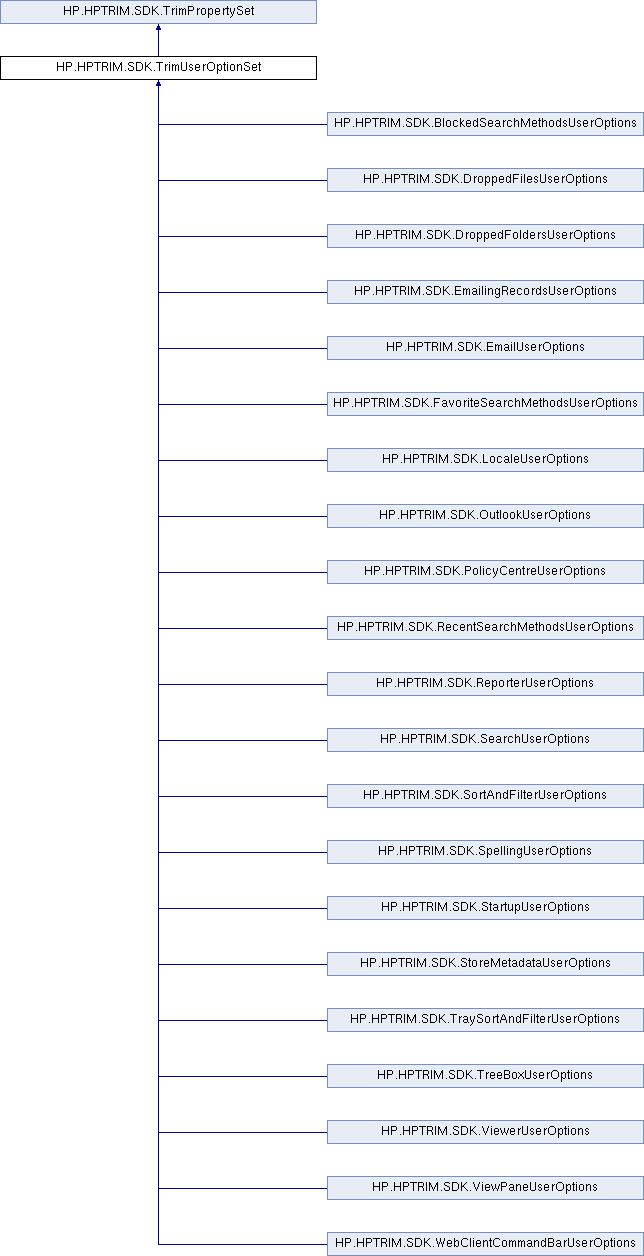 HP.HPTRIM.SDK.TrimPropertySet
HP.HPTRIM.SDK.TrimUserOptionSet
HP.HPTRIM.SDK.BlockedSearchMethodsUserOptions
HP.HPTRIM.SDK.DroppedFilesUserOptions
HP.HPTRIM.SDK.DroppedFoldersUserOptions
HP.HPTRIM.SDK.EmailingRecordsUserOptions
HP.HPTRIM.SDK.EmailUserOptions
HP.HPTRIM.SDK.FavoriteSearchMethodsUserOptions
HP.HPTRIM.SDK.LocaleUserOptions
HP.HPTRIM.SDK.OutlookUserOptions
HP.HPTRIM.SDK.PolicyCentreUserOptions
HP.HPTRIM.SDK.RecentSearchMethodsUserOptions
HP.HPTRIM.SDK.ReporterUserOptions
HP.HPTRIM.SDK.SearchUserOptions
HP.HPTRIM.SDK.SortAndFilterUserOptions
HP.HPTRIM.SDK.SpellingUserOptions
HP.HPTRIM.SDK.StartupUserOptions
HP.HPTRIM.SDK.StoreMetadataUserOptions
HP.HPTRIM.SDK.TraySortAndFilterUserOptions
HP.HPTRIM.SDK.TreeBoxUserOptions
HP.HPTRIM.SDK.ViewerUserOptions
HP.HPTRIM.SDK.ViewPaneUserOptions
HP.HPTRIM.SDK.WebClientCommandBarUserOptions